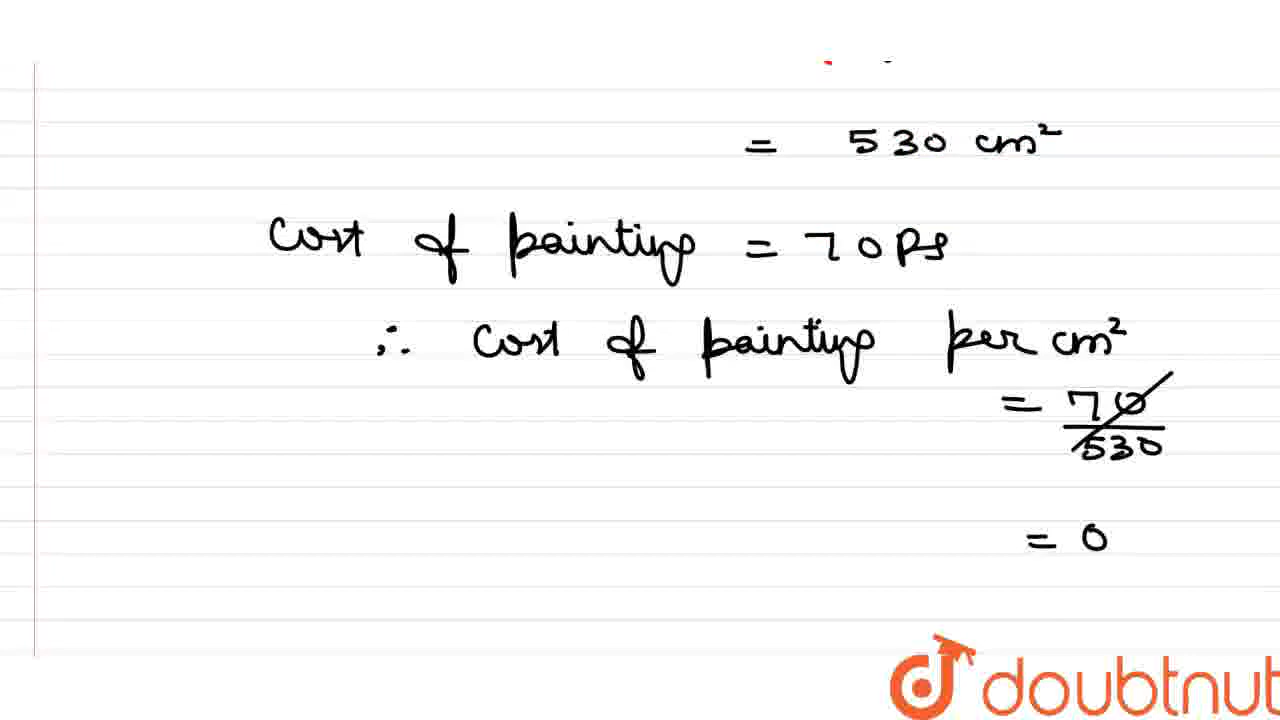 = 530 cm²
Cost of painting = 70 Ps
∴ Cost of painting per cm²
= 70
530
= 0
doubtnut